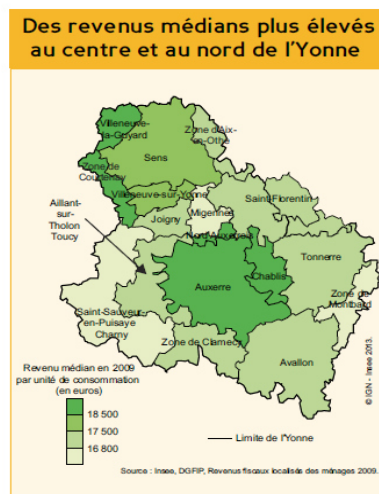 Des revenus médians plus élevés
au centre et au nord de l'Yonne
Villeneuve-
la-Guyard
Zone d'Aix-
en-Othe
Sens
Zone de
Courtenay
Villeneuve-sur-Yonne
Saint-Florentin
Aillant-
sur-
Tholon
Toucy
Joigny
Migennes
Nord Auxerrois
Tonnerre
Chablis
Auxerre
Zone de
Montbard
Saint-Sauveur-
en-Puisaye
Charny
Zone de Clamecy
Avallon
Revenu médian en 2009
par unité de consommation
(en euros)
18 500
17 500
16 800
Limite de l'Yonne
© IGN - Insee 2013.
Source : Insee, DGFIP, Revenus fiscaux localisés des ménages 2009.